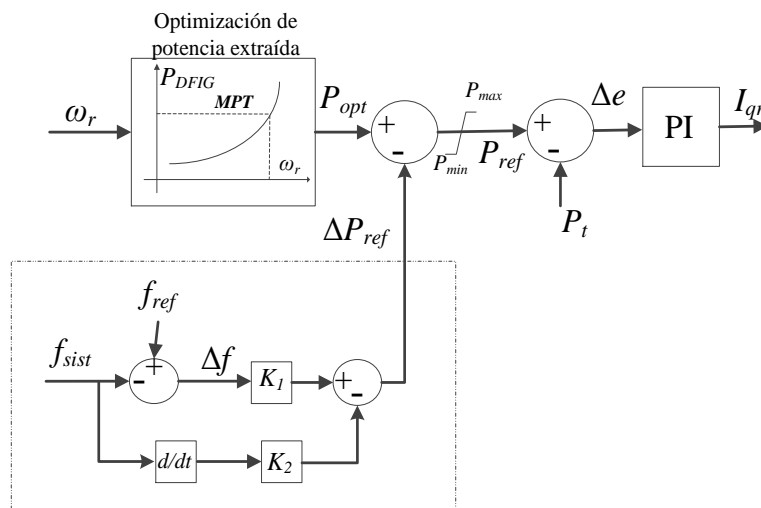 Optimización de
potencia extraída
P_DFIG
MPT
ω_r
ω_r
P_opt
+
-
P_max
P_min
P_ref
+
-
Δe
PI
I_qr
P_t
ΔP_ref
f_ref
f_sist
+
-
Δf
K_1
+
-
d/dt
K_2